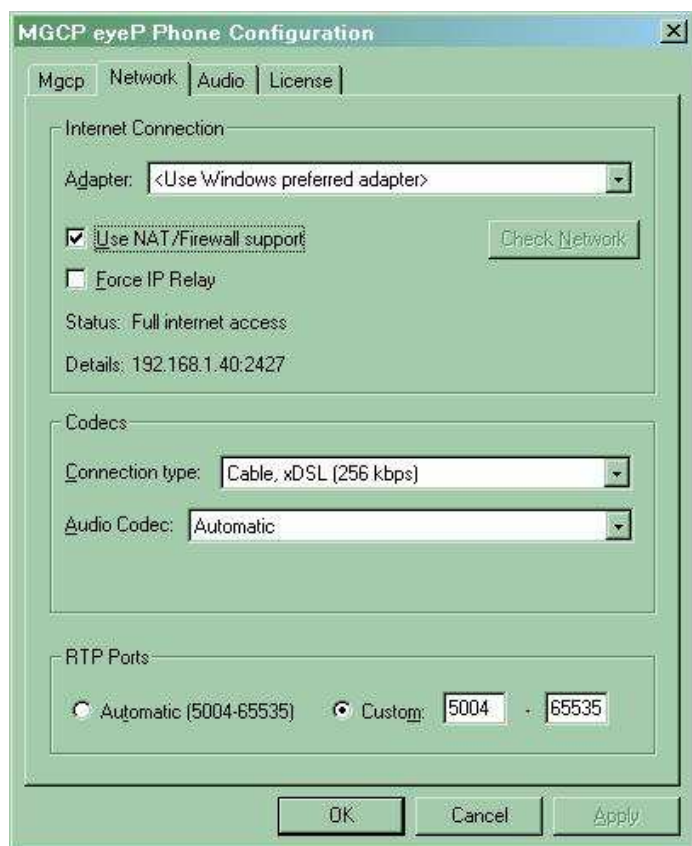 MGCP eyeP Phone Configuration
Mgcp Network Audio License
Internet Connection
Adapter: <Use Windows preferred adapter>
Use NAT/Firewall support Check Network
Force IP Relay
Status: Full internet access
Details: 192.168.1.40:2427
Codecs
Connection type: Cable, xDSL (256 kbps)
Audio Codec: Automatic
RTP Ports
Automatic (5004-65535) Custom: 5004 - 65535
OK Cancel Apply